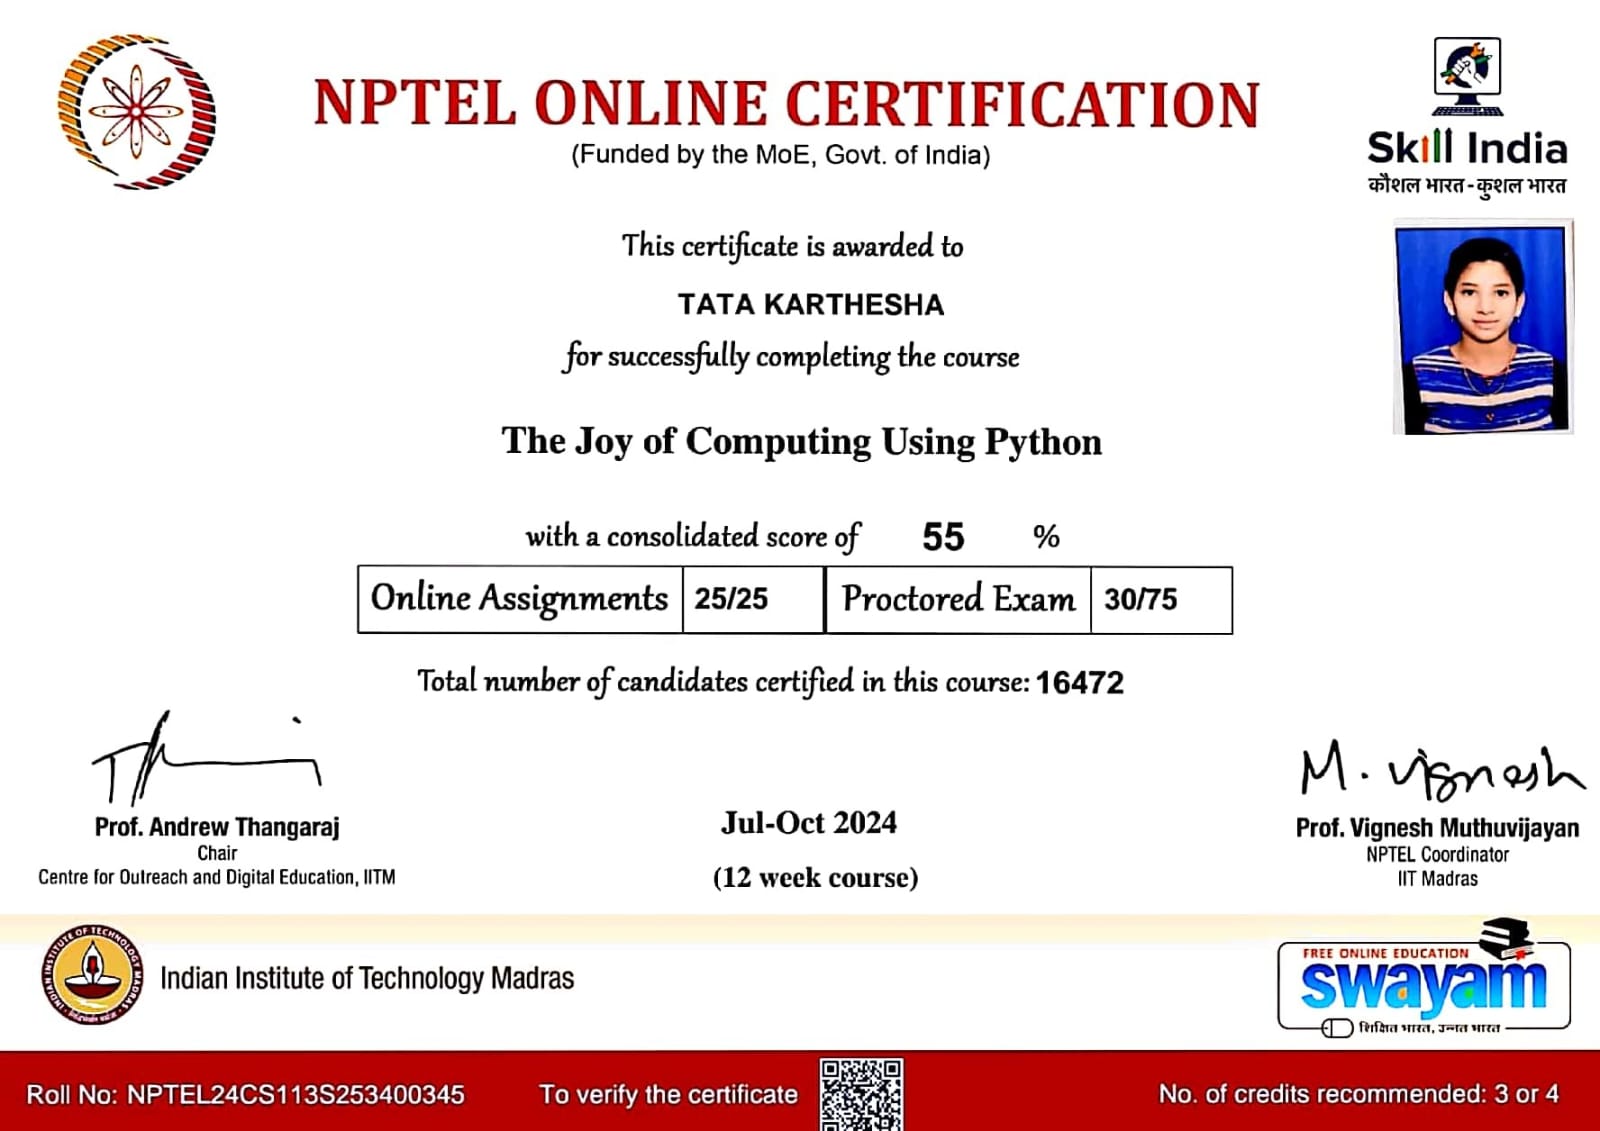 NPTEL ONLINE CERTIFICATION
(Funded by the MoE, Govt. of India)
Skill India
कौशल भारत-कुशल भारत
This certificate is awarded to
TATA KARTHESHA
for successfully completing the course
The Joy of Computing Using Python
with a consolidated score of 55 %
Online Assignments 25/25 Proctored Exam 30/75
Total number of candidates certified in this course: 16472
M. Vignesh
Prof. Andrew Thangaraj
Chair
Centre for Outreach and Digital Education, IITM
Jul-Oct 2024
(12 week course)
Prof. Vignesh Muthuvijayan
NPTEL Coordinator
IIT Madras
INDIAN INSTITUTE OF TECHNOLOGY MADRAS
Indian Institute of Technology Madras
FREE ONLINE EDUCATION
swayam
शिक्षित भारत, उन्नत भारत
Roll No: NPTEL24CS113S253400345
To verify the certificate
No. of credits recommended: 3 or 4